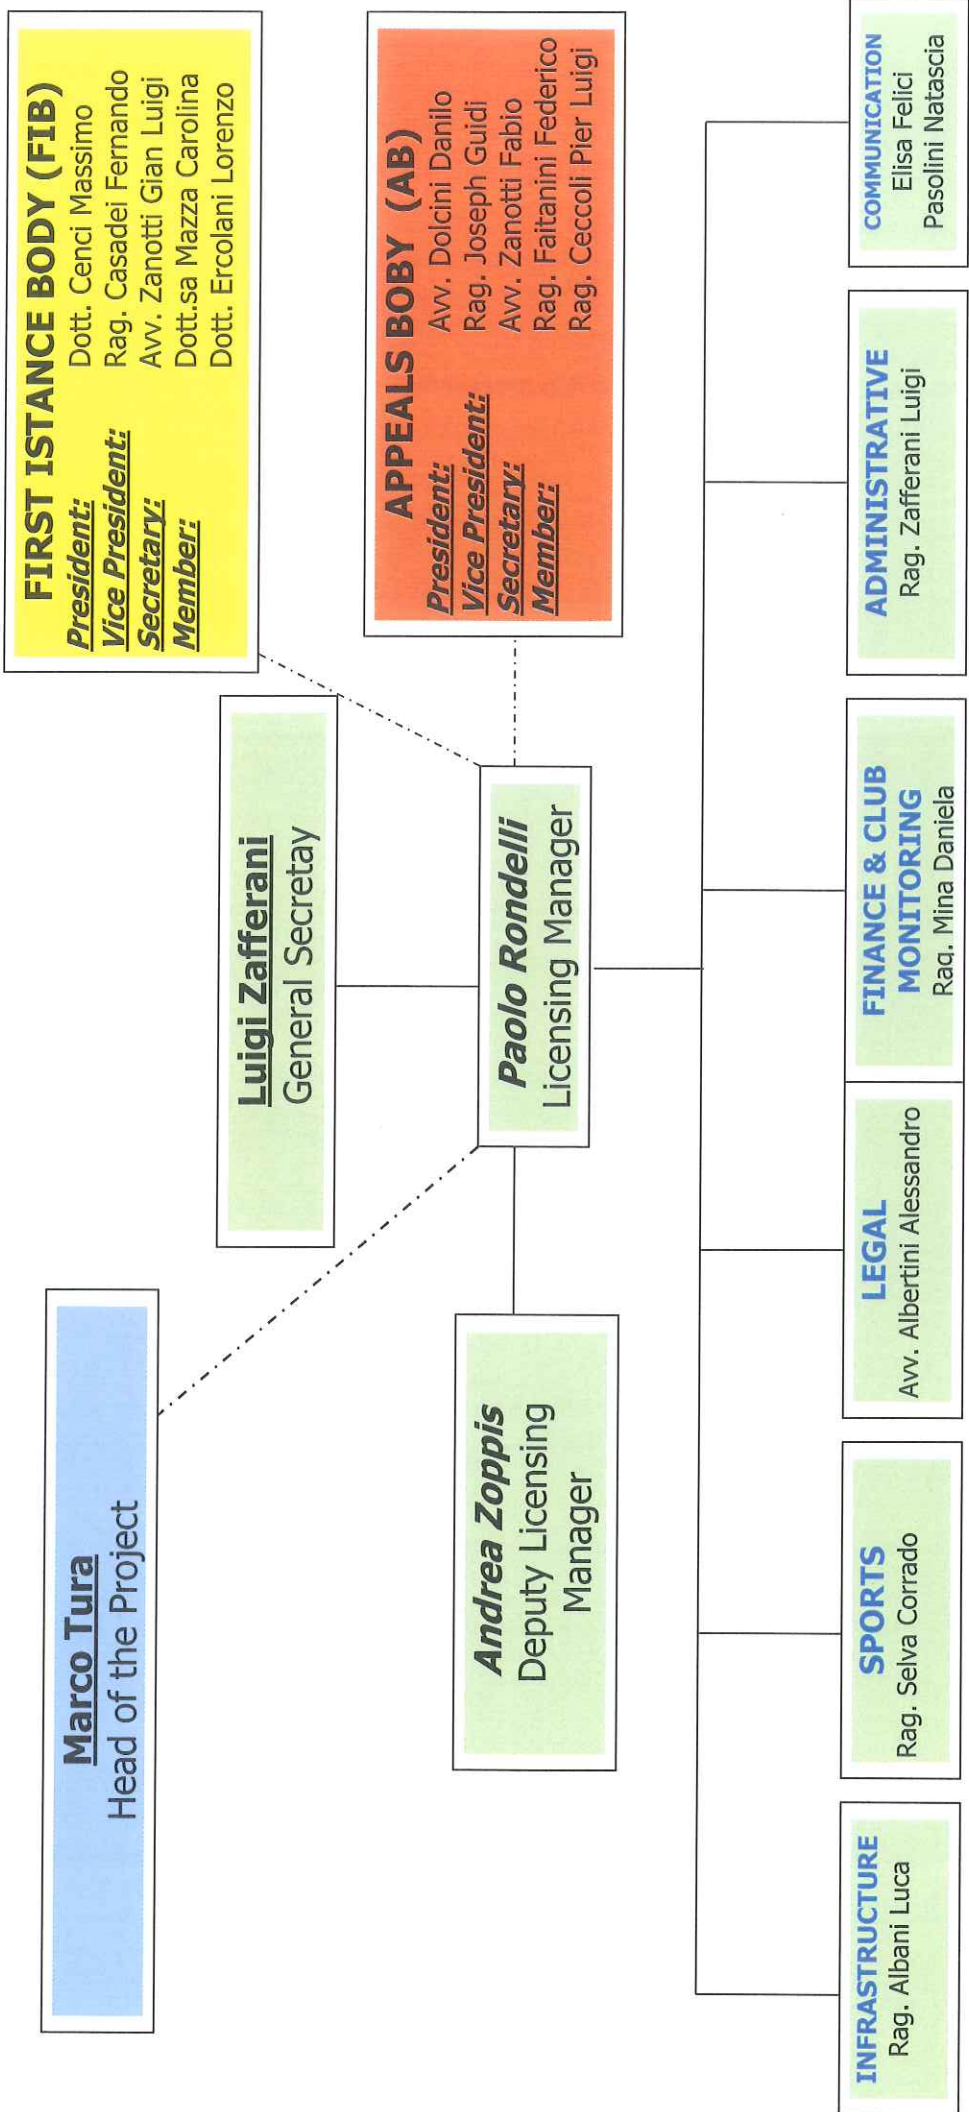 Marco Tura
Head of the Project
FIRST ISTANCE BODY (FIB)
President: Dott. Cenci Massimo
Vice President: Rag. Casadei Fernando
Secretary: Avv. Zanotti Gian Luigi
Member: Dott.sa Mazza Carolina
Dott. Ercolani Lorenzo
Luigi Zafferani
General Secretay
APPEALS BOBY (AB)
President: Avv. Dolcini Danilo
Vice President: Rag. Joseph Guidi
Secretary: Avv. Zanotti Fabio
Member: Rag. Faitanini Federico
Rag. Ceccoli Pier Luigi
Andrea Zoppis
Deputy Licensing
Manager
Paolo Rondelli
Licensing Manager
INFRASTRUCTURE
Rag. Albani Luca
SPORTS
Rag. Selva Corrado
LEGAL
Avv. Albertini Alessandro
FINANCE & CLUB
MONITORING
Rag. Mina Daniela
ADMINISTRATIVE
Rag. Zafferani Luigi
COMMUNICATION
Elisa Felici
Pasolini Natascia